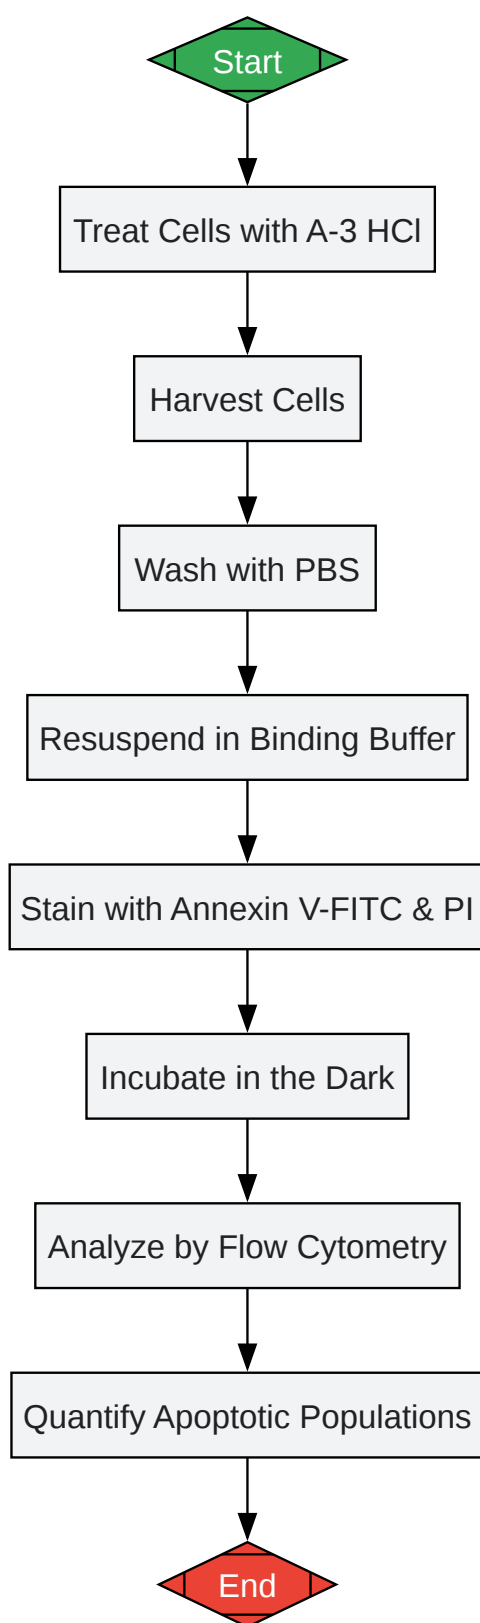 Start
Treat Cells with A-3 HCl
Harvest Cells
Wash with PBS
Resuspend in Binding Buffer
Stain with Annexin V-FITC & PI
Incubate in the Dark
Analyze by Flow Cytometry
Quantify Apoptotic Populations
End